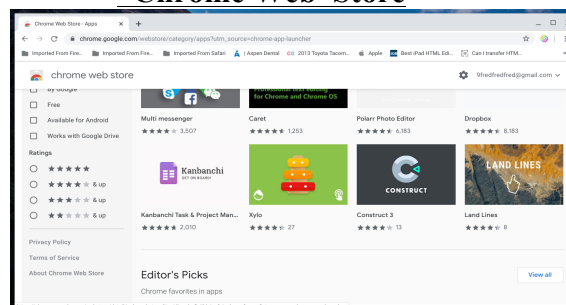 Chrome Web Store
Chrome Web Store - Apps
chrome.google.com/webstore/category/apps?utm_source=chrome-app-launcher
Imported From Fire... Imported From Fire... Imported From Safari | Aspen Dental 2013 Toyota Tacom... Apple Best iPad HTML Edi... Can I transfer HTM...
chrome web store 9fredfredfred@gmail.com
By Google
Free
Available for Android
Works with Google Drive
Ratings
& up
& up
& up
Privacy Policy
Terms of Service
About Chrome Web Store
Professional text editing
for Chrome and Chrome OS
Multi messenger Caret Polarr Photo Editor Dropbox
3,507 1,253 6,183 8,183
Kanbanchi
GET ON BOARD!
CONSTRUCT
LAND LINES
Kanbanchi Task & Project Man... Xylo Construct 3 Land Lines
2,010 27 13 8
Editor's Picks View all
Chrome favorites in apps